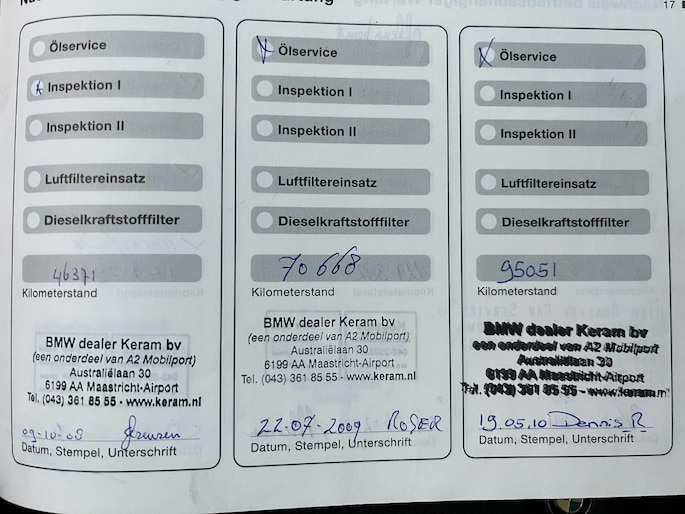 17
Ölservice
Inspektion I
Inspektion II
Luftfiltereinsatz
Dieselkraftstofffilter
46371
Kilometerstand
BMW dealer Keram bv
(een onderdeel van A2 Mobilport)
Australiëlaan 30
6199 AA Maastricht-Airport
Tel. (043) 361 85 55 - www.keram.nl
09-10-08
Datum, Stempel, Unterschrift
Ölservice
Inspektion I
Inspektion II
Luftfiltereinsatz
Dieselkraftstofffilter
70668
Kilometerstand
BMW dealer Keram bv
(een onderdeel van A2 Mobilport)
Australiëlaan 30
6199 AA Maastricht-Airport
Tel. (043) 361 85 55 - www.keram.nl
22-07-2009 ROGER
Datum, Stempel, Unterschrift
Ölservice
Inspektion I
Inspektion II
Luftfiltereinsatz
Dieselkraftstofffilter
95051
Kilometerstand
BMW dealer Keram bv
een onderdeel van A2 Mobilport
Australiëlaan 30
6199 AA Maastricht-Airport
Tel. (043) 361 85 55 - www.keram.nl
19.05.10 Dennis R
Datum, Stempel, Unterschrift